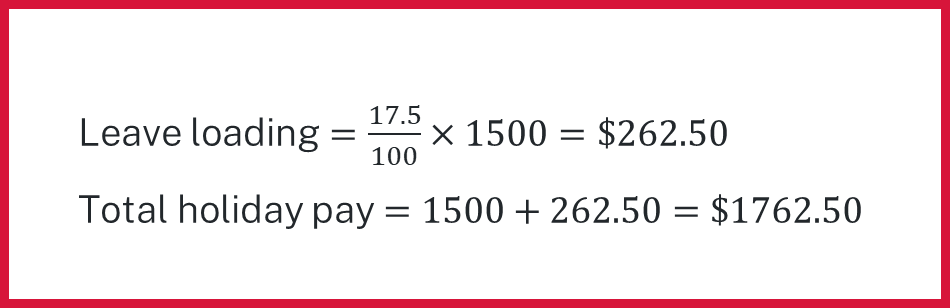 Leave loading = 17.5/100 × 1500 = $262.50
Total holiday pay = 1500 + 262.50 = $1762.50